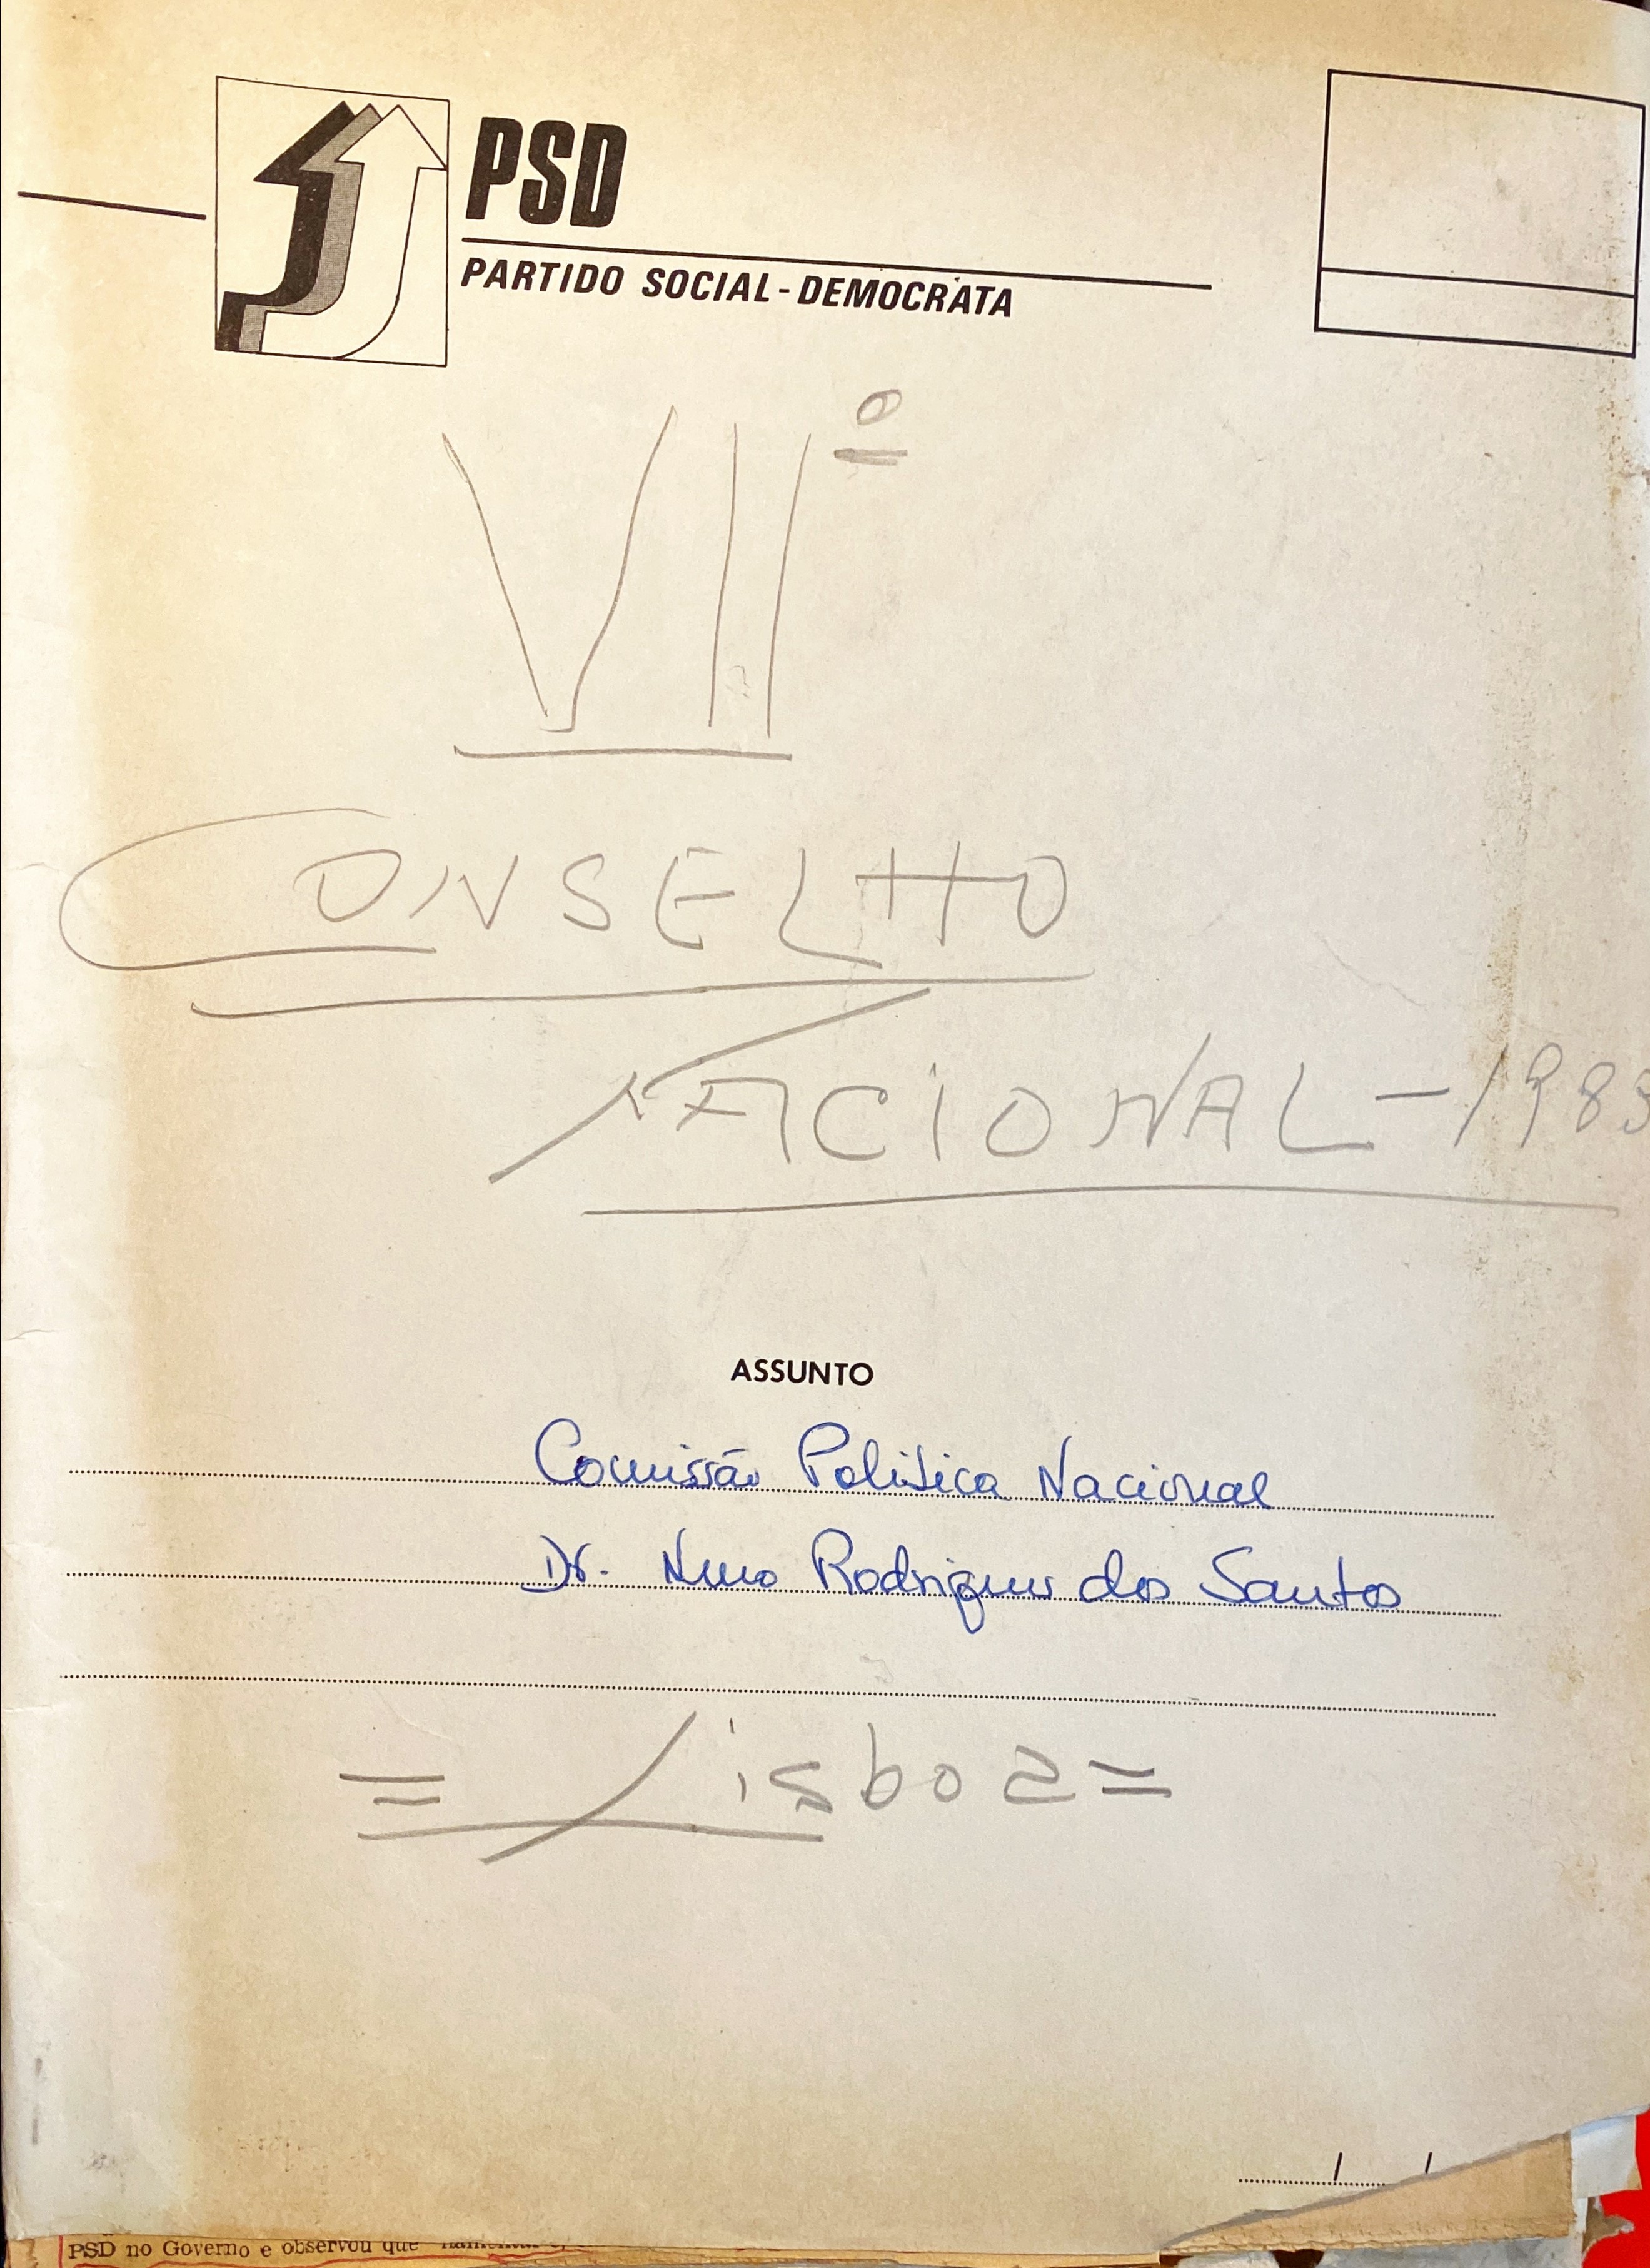 PSD
PARTIDO SOCIAL-DEMOCRATA
VIIº
CONSELHO
NACIONAL - 1983
ASSUNTO
Comissão Politica Nacional
Dr. Nuno Rodrigues dos Santos
= Lisboa =
/ /
PSD no Governo e observou que